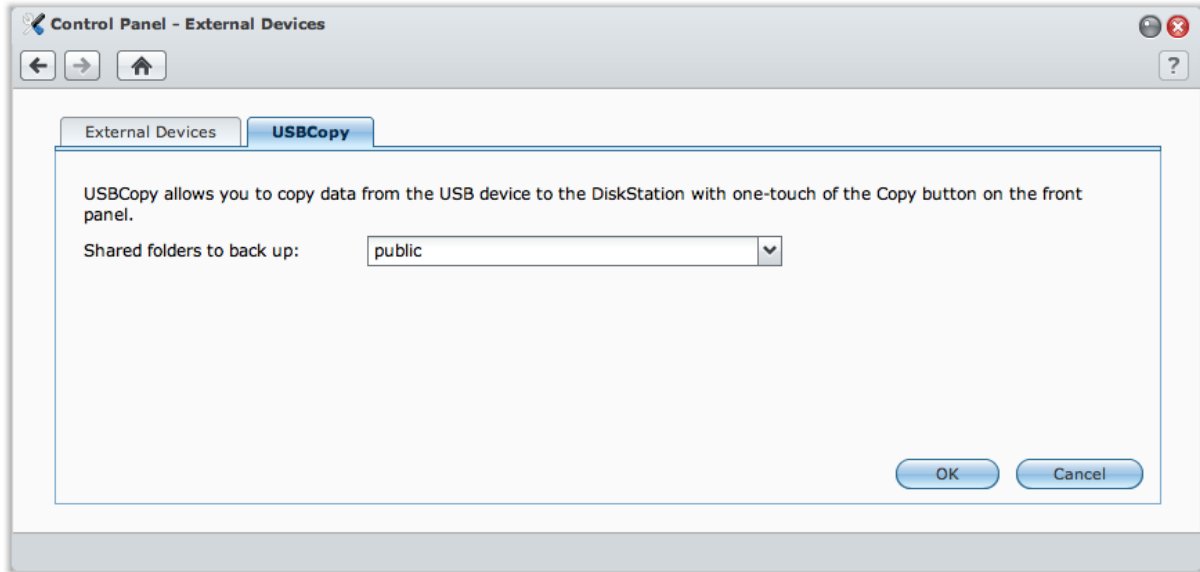 Control Panel - External Devices
?
External Devices
USBCopy
USBCopy allows you to copy data from the USB device to the DiskStation with one-touch of the Copy button on the front
panel.
Shared folders to back up:
public
OK
Cancel